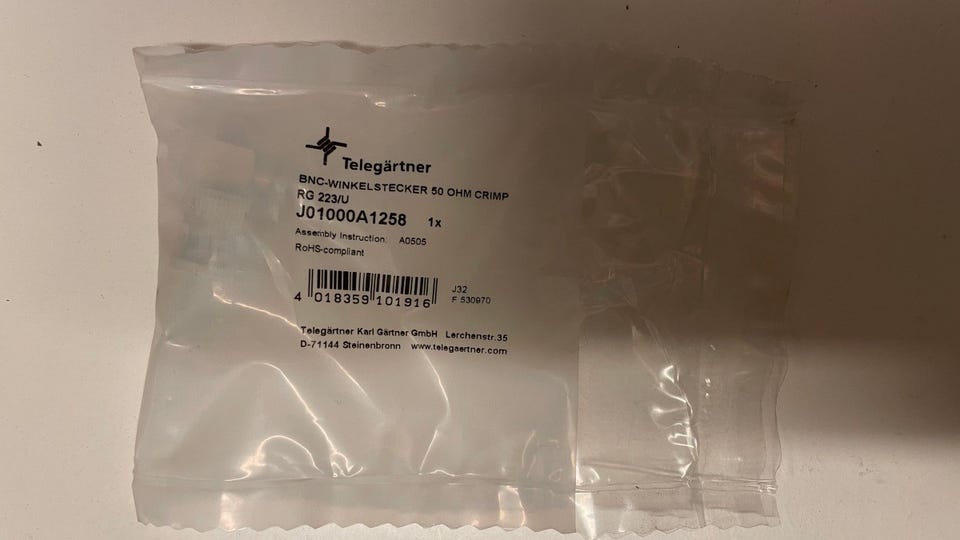 Telegärtner
BNC-WINKELSTECKER 50 OHM CRIMP
RG 223/U
J01000A1258 1x
Assembly Instruction: A0505
RoHS-compliant
4 018359 101916
J32
F 530970
Telegärtner Karl Gärtner GmbH Lerchenstr.35
D-71144 Steinenbronn www.telegaertner.com